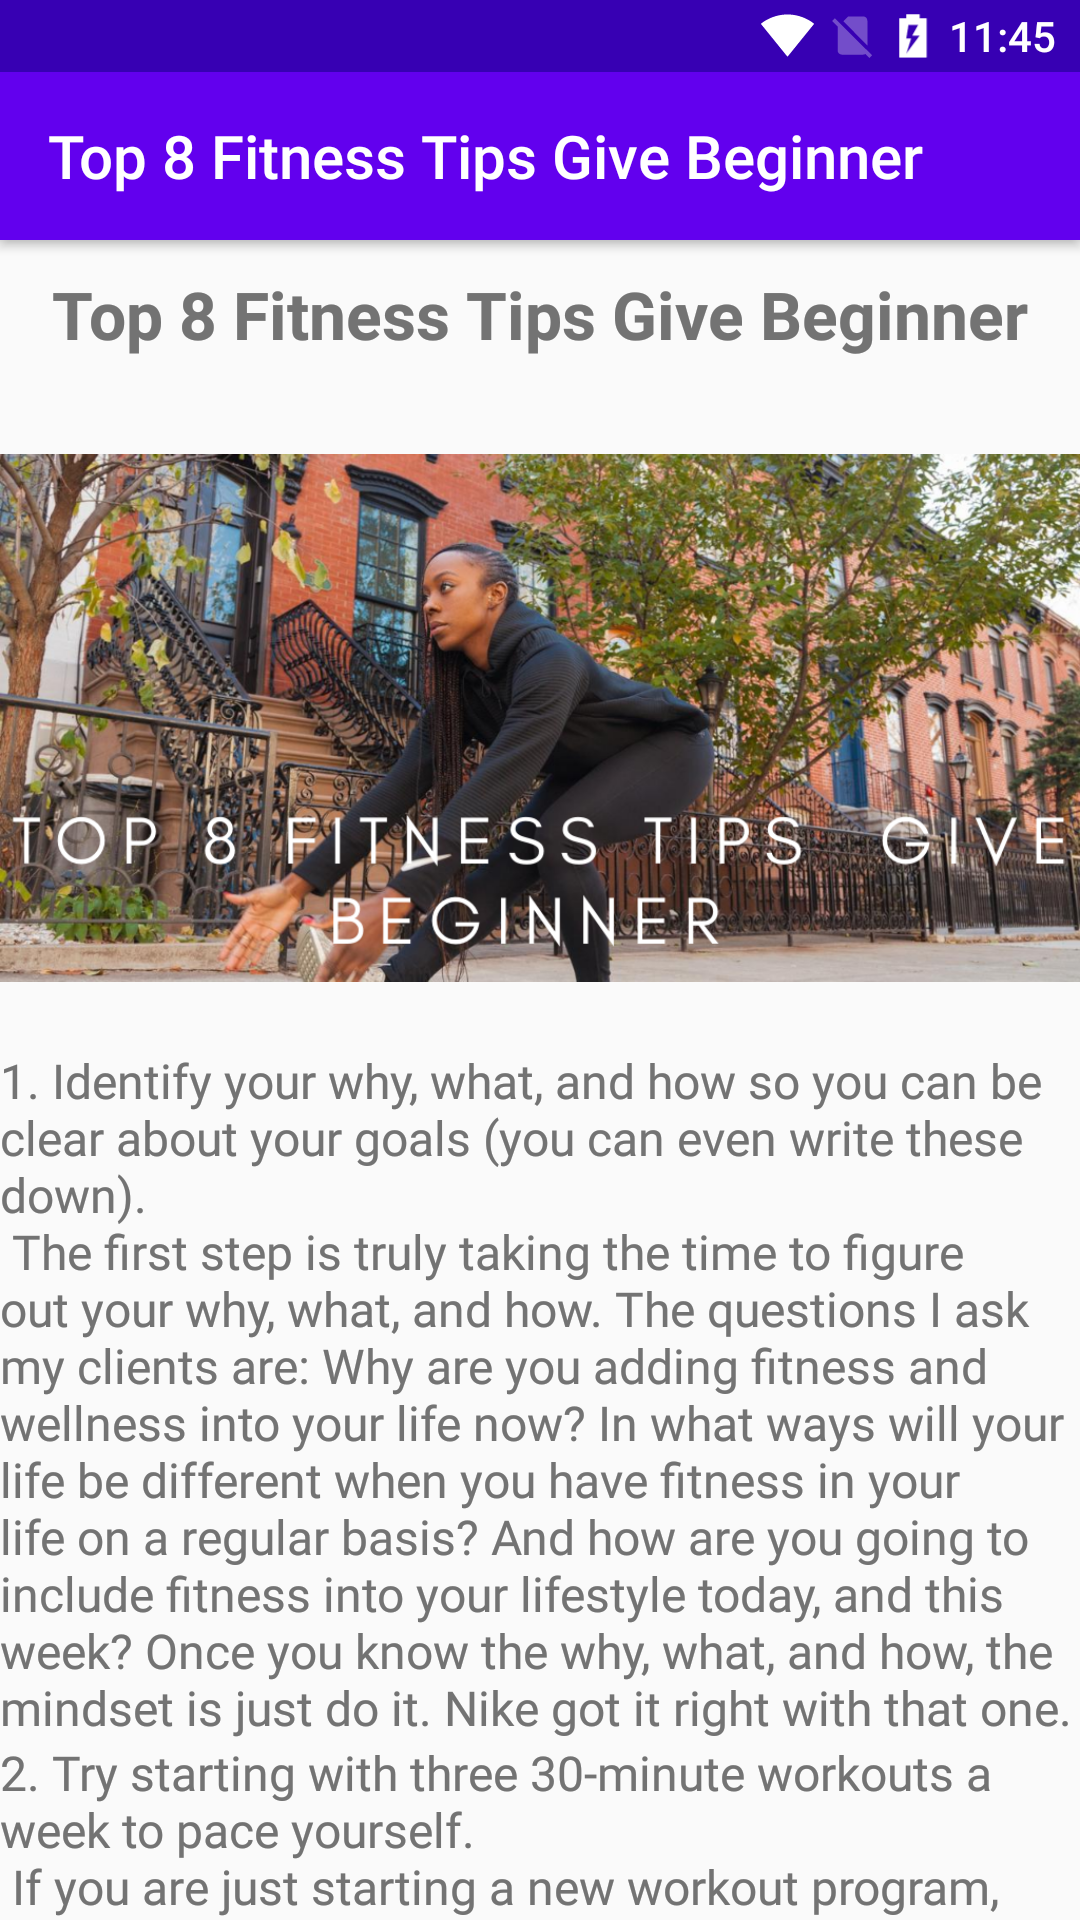 11:45
Top 8 Fitness Tips Give Beginner
Top 8 Fitness Tips Give Beginner
TOP 8 FITNESS TIPS GIVE
BEGINNER
1. Identify your why, what, and how so you can be
clear about your goals (you can even write these
down).
The first step is truly taking the time to figure
out your why, what, and how. The questions I ask
my clients are: Why are you adding fitness and
wellness into your life now? In what ways will your
life be different when you have fitness in your
life on a regular basis? And how are you going to
include fitness into your lifestyle today, and this
week? Once you know the why, what, and how, the
mindset is just do it. Nike got it right with that one.
2. Try starting with three 30-minute workouts a
week to pace yourself.
If you are just starting a new workout program,